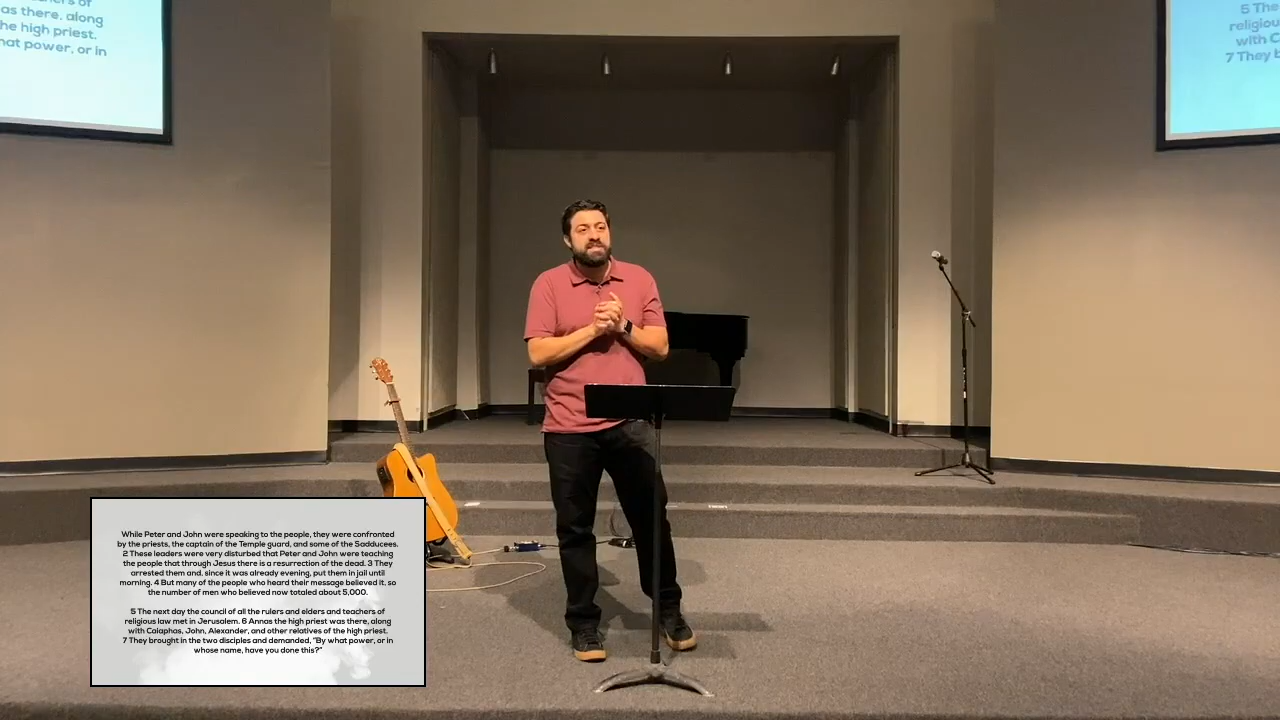 as there, along
he high priest.
hat power, or in
5 The
religiou
with C
7 They b
While Peter and John were speaking to the people, they were confronted
by the priests, the captain of the Temple guard, and some of the Sadducees.
2 These leaders were very disturbed that Peter and John were teaching
the people that through Jesus there is a resurrection of the dead. 3 They
arrested them and, since it was already evening, put them in jail until
morning. 4 But many of the people who heard their message believed it, so
the number of men who believed now totaled about 5,000.
5 The next day the council of all the rulers and elders and teachers of
religious law met in Jerusalem. 6 Annas the high priest was there, along
with Caiaphas, John, Alexander, and other relatives of the high priest.
7 They brought in the two disciples and demanded, "By what power, or in
whose name, have you done this?"